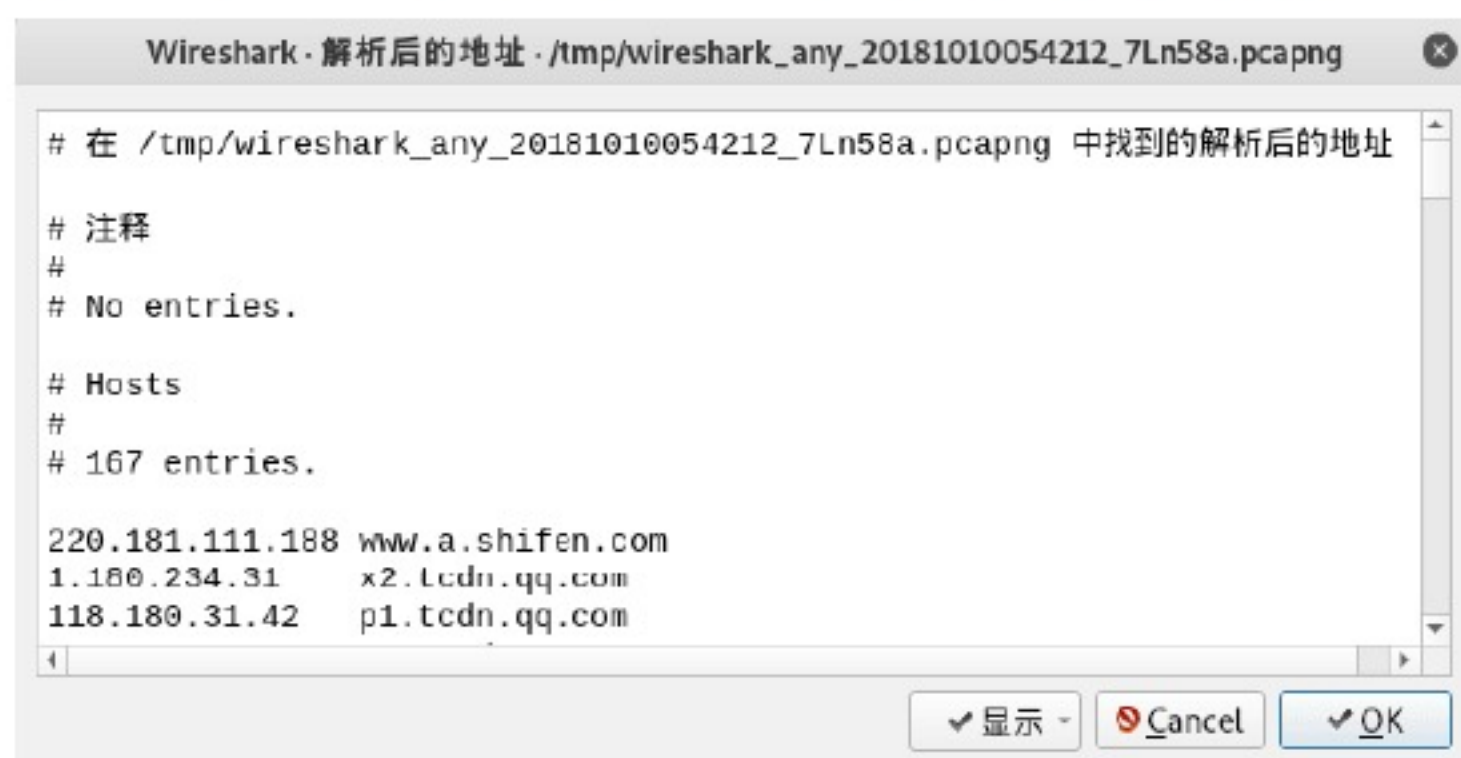 Wireshark · 解析后的地址 · /tmp/wireshark_any_20181010054212_7Ln58a.pcapng
# 在 /tmp/wireshark_any_20181010054212_7Ln58a.pcapng 中找到的解析后的地址
# 注释
#
# No entries.
# Hosts
#
# 167 entries.
220.181.111.188 www.a.shifen.com
1.180.234.31 x2.tcdn.qq.com
118.180.31.42 p1.tcdn.qq.com
显示 Cancel OK